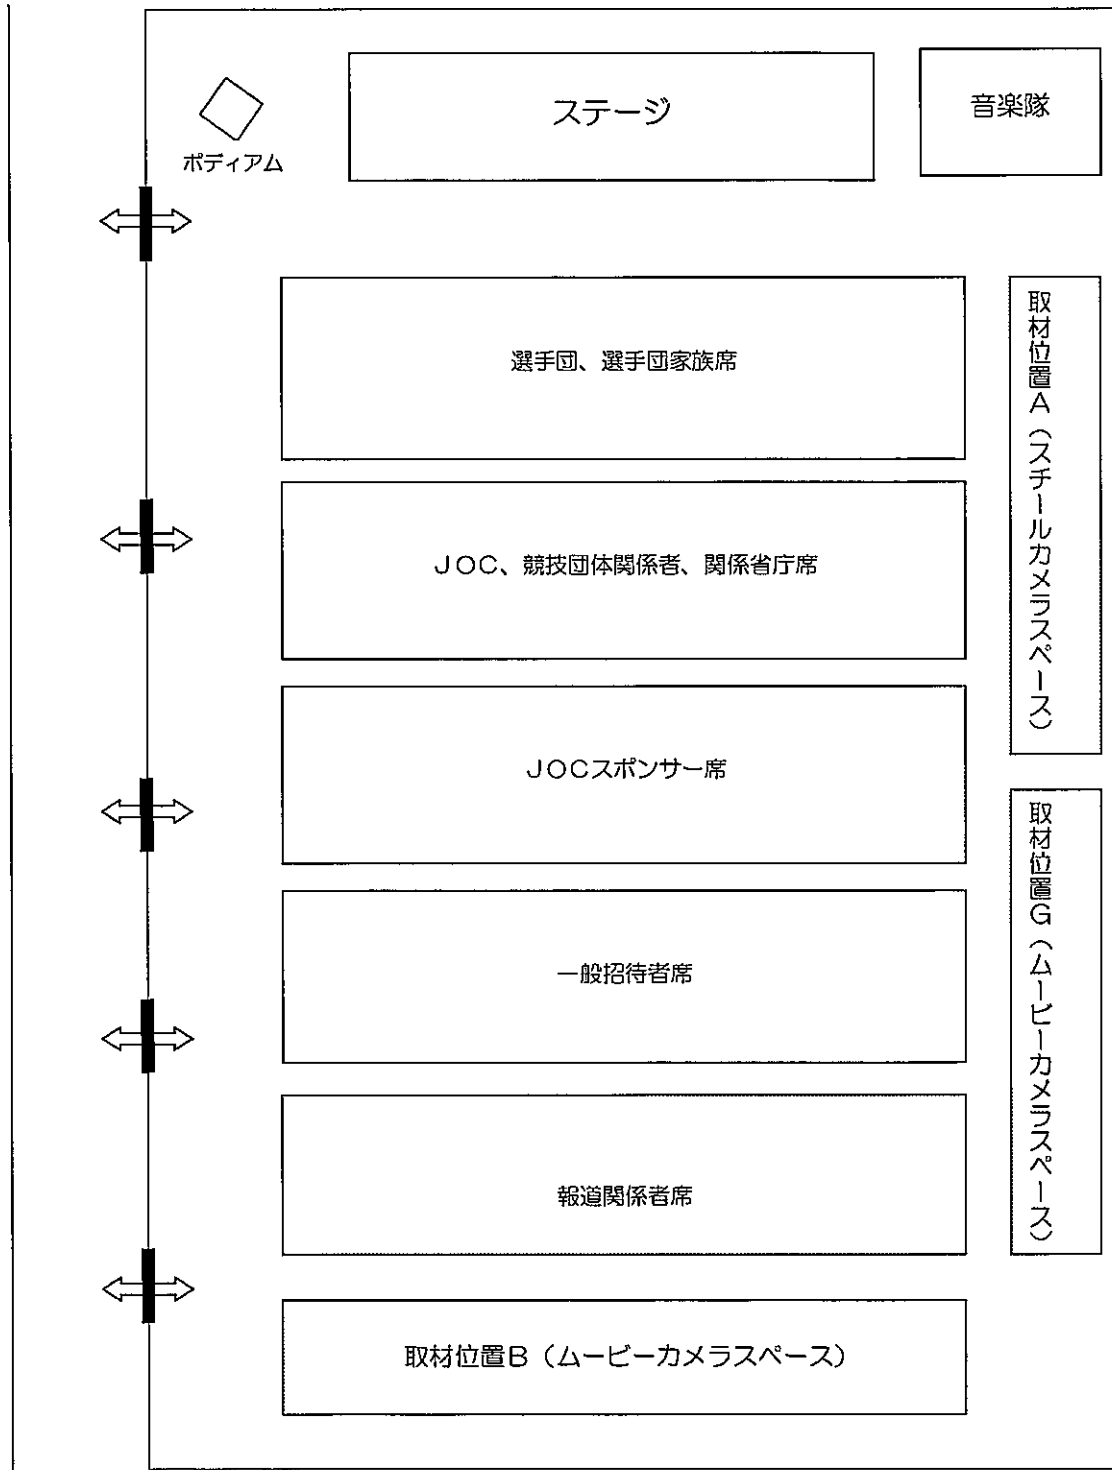 ステージ
音楽隊
ポディアム
選手団、選手団家族席
取材位置A（スチールカメラスペース）
JOC、競技団体関係者、関係省庁席
JOCスポンサー席
取材位置G（ムービーカメラスペース）
一般招待者席
報道関係者席
取材位置B（ムービーカメラスペース）